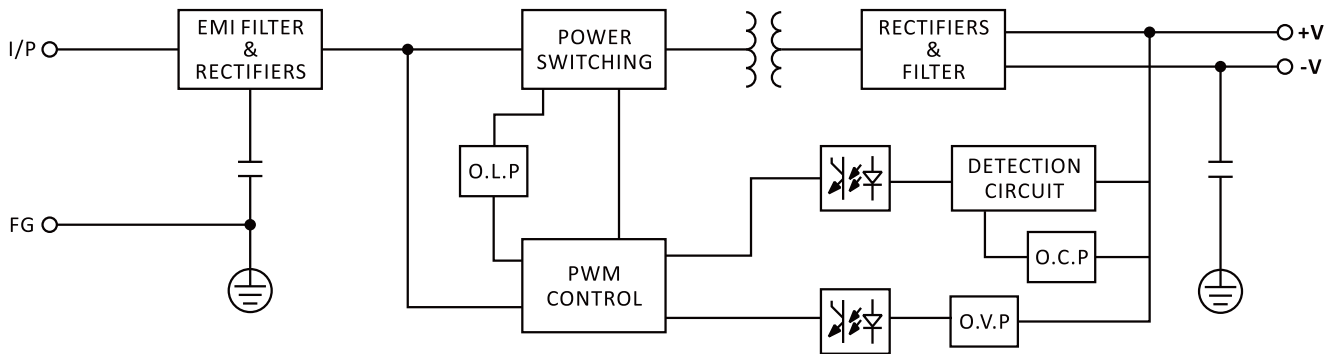 I/P
EMI FILTER
&
RECTIFIERS
POWER
SWITCHING
RECTIFIERS
&
FILTER
+V
-V
O.L.P
DETECTION
CIRCUIT
FG
O.C.P
PWM
CONTROL
O.V.P